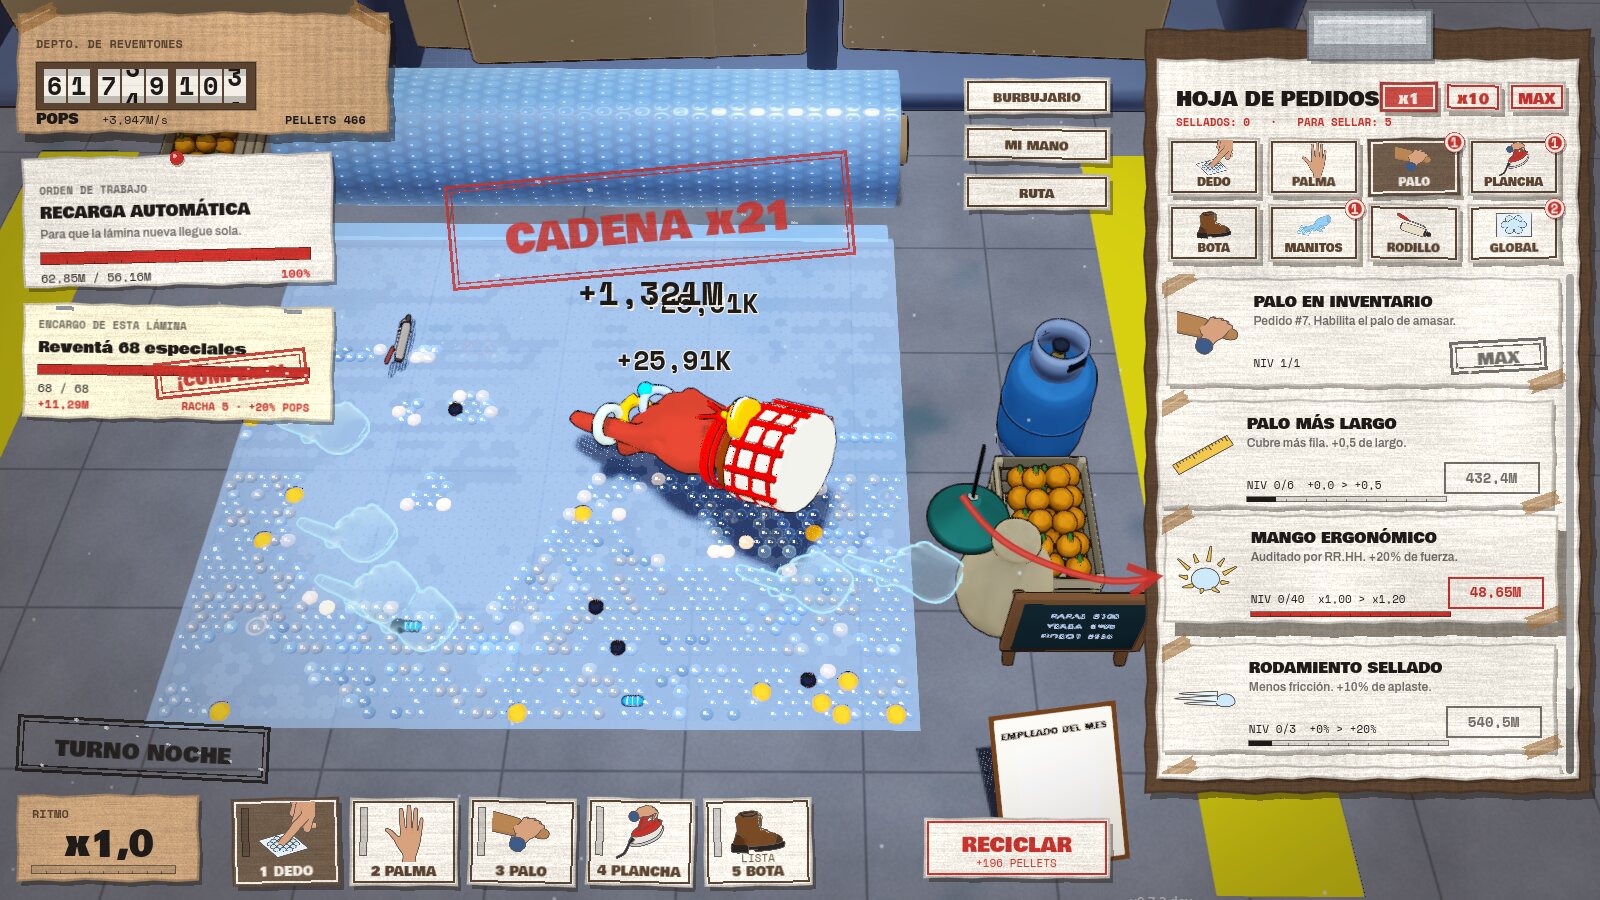 DEPTO. DE REVENTONES
POPS +3,947M/s PELLETS 466
ORDEN DE TRABAJO
RECARGA AUTOMÁTICA
Para que la lámina nueva llegue sola.
62,85M / 56,16M 100%
ENCARGO DE ESTA LÁMINA
Reventá 68 especiales
68 / 68
+11,29M RACHA 5 · +20% POPS
CADENA x21
+1,321M
+25,91K
BURBUJARIO
MI MANO
RUTA
HOJA DE PEDIDOS x1 x10 MAX
SELLADOS: 0 · PARA SELLAR: 5
DEDO
PALMA
PALO 1
PLANCHA 1
BOTA
MANITOS 1
RODILLO
GLOBAL 2
PALO EN INVENTARIO
Pedido #7. Habilita el palo de amasar.
NIV 1/1 MAX
PALO MÁS LARGO
Cubre más fila. +0,5 de largo.
NIV 0/6 +0,0 > +0,5 432,4M
MANGO ERGONÓMICO
Auditado por RR.HH. +20% de fuerza.
NIV 0/40 x1,00 > x1,20 48,65M
RODAMIENTO SELLADO
Menos fricción. +10% de aplaste.
NIV 0/3 +0% > +20% 540,5M
EMPLEADO DEL MES
TURNO NOCHE
RITMO
x1,0
1 DEDO
2 PALMA
3 PALO
4 PLANCHA
LISTA
5 BOTA
RECICLAR
+196 PELLETS